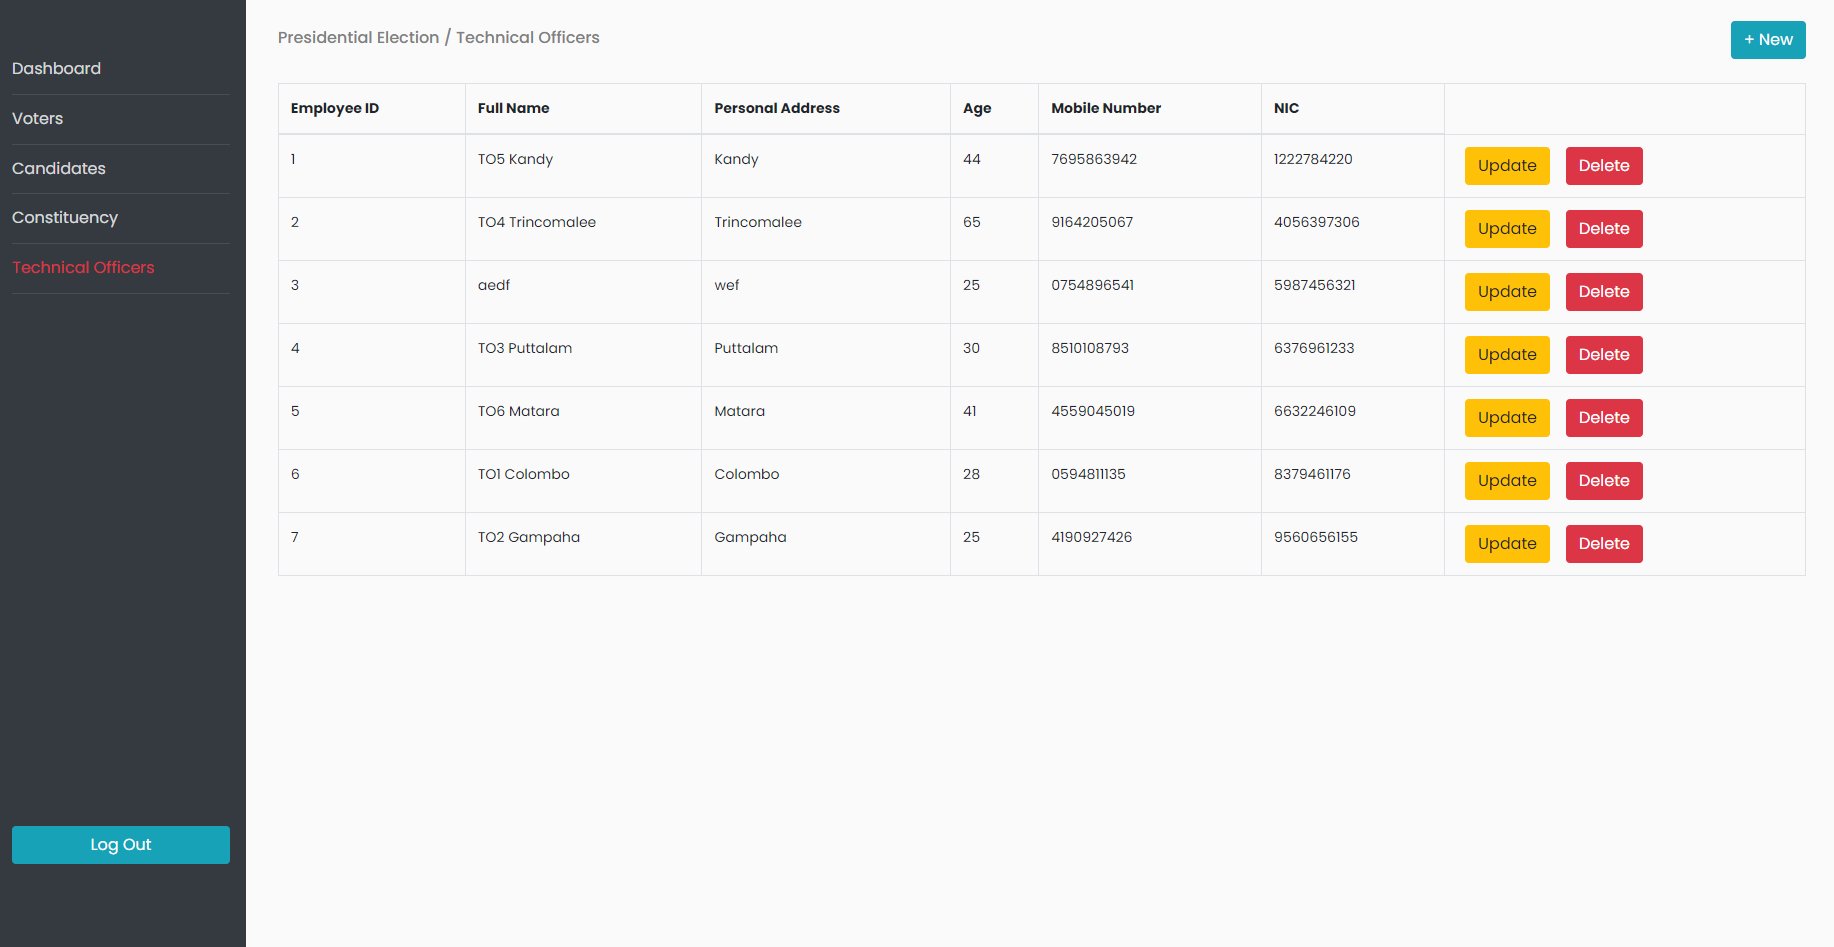 Dashboard
Voters
Candidates
Constituency
Technical Officers
Log Out
Presidential Election / Technical Officers
+ New
Employee ID Full Name Personal Address Age Mobile Number NIC
1 TO5 Kandy Kandy 44 7695863942 1222784220 Update Delete
2 TO4 Trincomalee Trincomalee 65 9164205067 4056397306 Update Delete
3 aedf wef 25 0754896541 5987456321 Update Delete
4 TO3 Puttalam Puttalam 30 8510108793 6376961233 Update Delete
5 TO6 Matara Matara 41 4559045019 6632246109 Update Delete
6 TO1 Colombo Colombo 28 0594811135 8379461176 Update Delete
7 TO2 Gampaha Gampaha 25 4190927426 9560656155 Update Delete